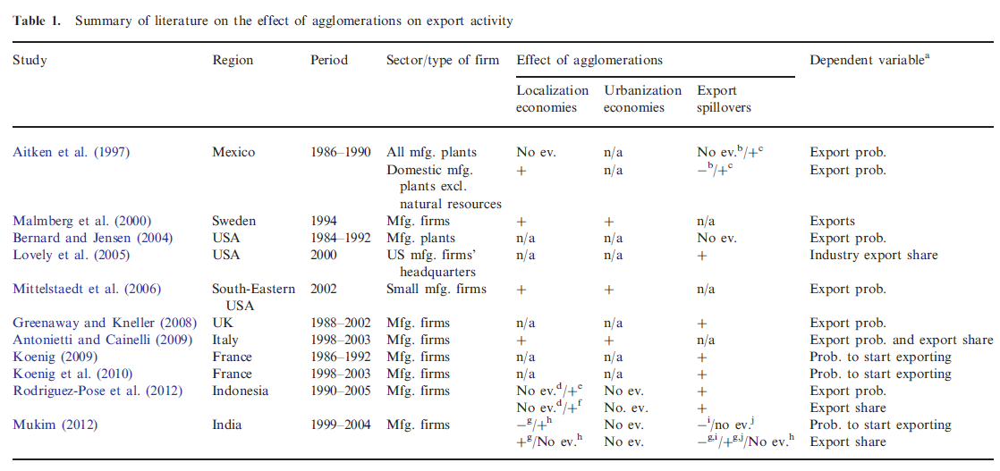 Table 1. Summary of literature on the effect of agglomerations on export activity
Study Region Period Sector/type of firm Effect of agglomerations Dependent variableᵃ
Localization economies Urbanization economies Export spillovers
Aitken et al. (1997) Mexico 1986–1990 All mfg. plants No ev. n/a No ev.ᵇ/+ᶜ Export prob.
Domestic mfg. + n/a −ᵇ/+ᶜ Export prob.
plants excl.
natural resources
Malmberg et al. (2000) Sweden 1994 Mfg. firms + + n/a Exports
Bernard and Jensen (2004) USA 1984–1992 Mfg. plants n/a n/a No ev. Export prob.
Lovely et al. (2005) USA 2000 US mfg. firms’ n/a n/a + Industry export share
headquarters
Mittelstaedt et al. (2006) South-Eastern 2002 Small mfg. firms + + n/a Export prob.
USA
Greenaway and Kneller (2008) UK 1988–2002 Mfg. firms n/a n/a + Export prob.
Antonietti and Cainelli (2009) Italy 1998–2003 Mfg. firms + + n/a Export prob. and export share
Koenig (2009) France 1986–1992 Mfg. firms n/a n/a + Prob. to start exporting
Koenig et al. (2010) France 1998–2003 Mfg. firms n/a n/a + Prob. to start exporting
Rodriguez-Pose et al. (2012) Indonesia 1990–2005 Mfg. firms No ev.ᵈ/+ᵉ No ev. + Export prob.
No ev.ᵈ/+ᶠ No. ev. + Export share
Mukim (2012) India 1999–2004 Mfg. firms −ᵍ/+ʰ No ev. −ⁱ/no ev.ʲ Prob. to start exporting
+ᵍ/No ev.ʰ No ev. −ᵍ,ⁱ/+ᵍ,ʲ/No ev.ʰ Export share